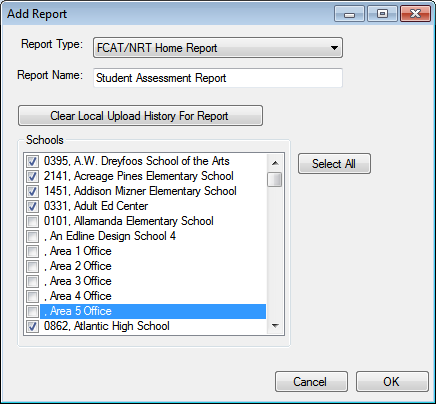 Add Report
Report Type: FCAT/NRT Home Report
Report Name: Student Assessment Report
Clear Local Upload History For Report
Schools
0395, A.W. Dreyfoos School of the Arts
Select All
2141, Acreage Pines Elementary School
1451, Addison Mizner Elementary School
0331, Adult Ed Center
0101, Allamanda Elementary School
, An Edline Design School 4
, Area 1 Office
, Area 2 Office
, Area 3 Office
, Area 4 Office
, Area 5 Office
0862, Atlantic High School
Cancel OK